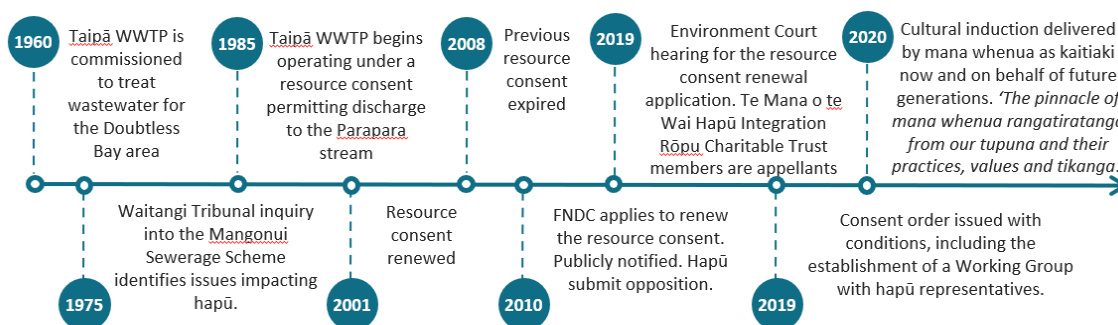 1960
Taipā WWTP is
commissioned
to treat
wastewater for
the Doubtless
Bay area
1985
Taipā WWTP begins
operating under a
resource consent
permitting discharge
to the Parapara
stream
2008
Previous
resource
consent
expired
2019
Environment Court
hearing for the resource
consent renewal
application. Te Mana o te
Wai Hapū Integration
Rōpu Charitable Trust
members are appellants
2020
Cultural induction delivered
by mana whenua as kaitiaki
now and on behalf of future
generations. ‘The pinnacle of
mana whenua rangatiratanga
from our tupuna and their
practices, values and tikanga.
1975
Waitangi Tribunal inquiry
into the Mangonui
Sewerage Scheme
identifies issues impacting
hapū.
2001
Resource
consent
renewed
2010
FNDC applies to renew
the resource consent.
Publicly notified. Hapū
submit opposition.
2019
Consent order issued with
conditions, including the
establishment of a Working Group
with hapū representatives.